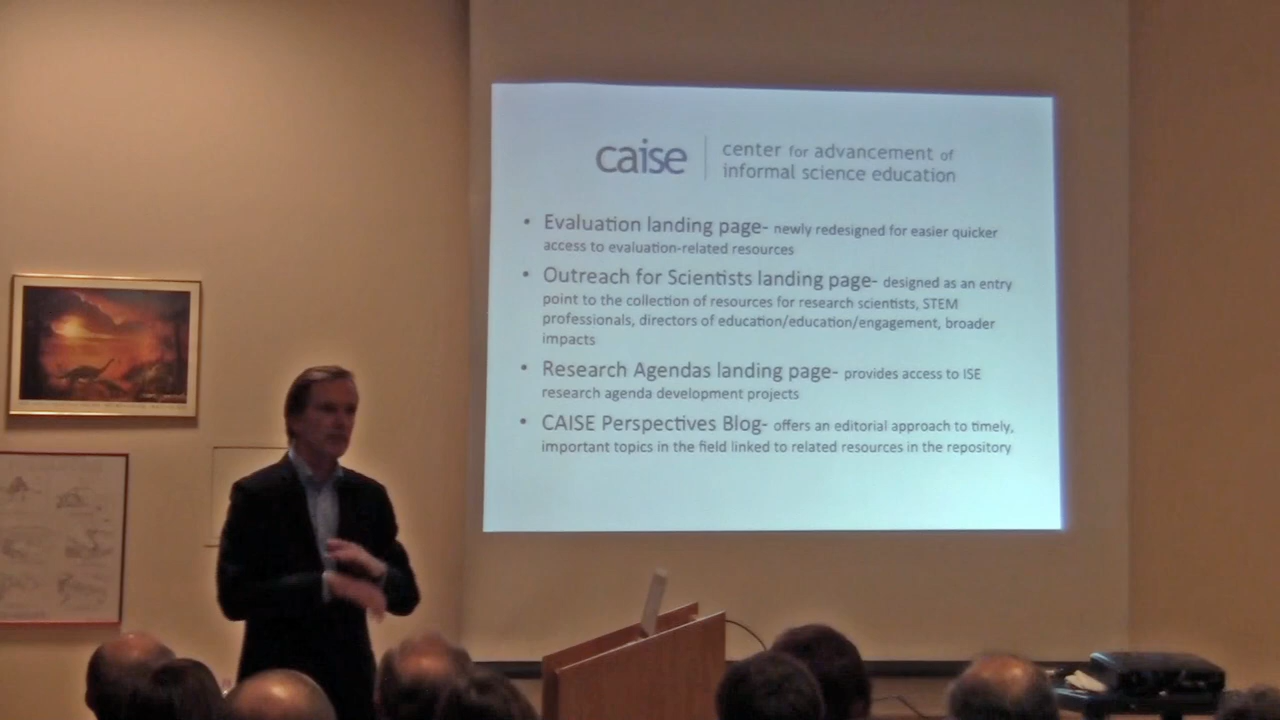 caise
center for advancement of
informal science education
• Evaluation landing page- newly redesigned for easier quicker
access to evaluation-related resources
• Outreach for Scientists landing page- designed as an entry
point to the collection of resources for research scientists, STEM
professionals, directors of education/education/engagement, broader
impacts
• Research Agendas landing page- provides access to ISE
research agenda development projects
• CAISE Perspectives Blog- offers an editorial approach to timely,
important topics in the field linked to related resources in the repository